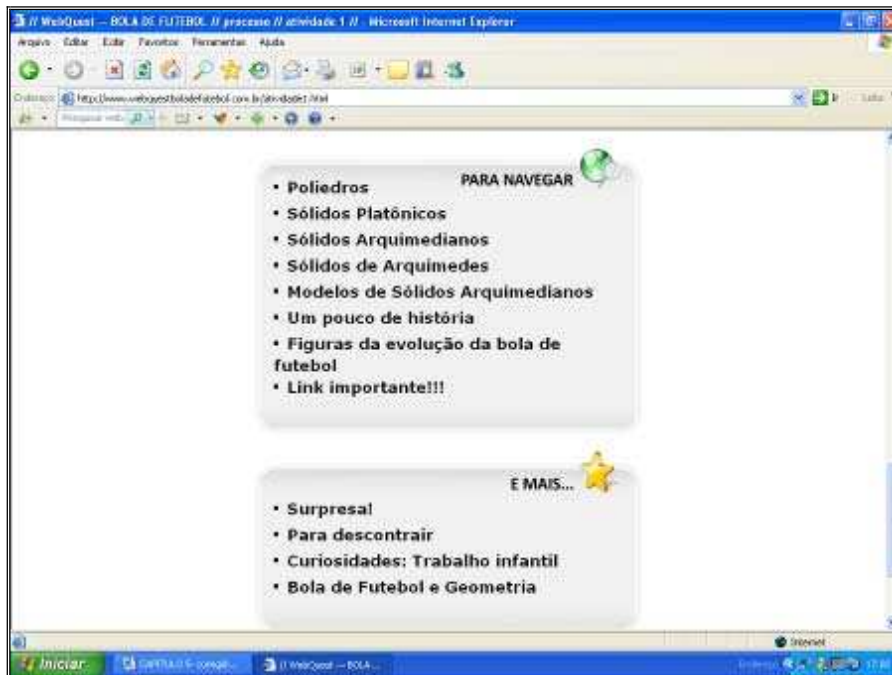 // WebQuest -- BOLA DE FUTEBOL // processo // atividade 1 // - Microsoft Internet Explorer
Arquivo Editar Exibir Favoritos Ferramentas Ajuda
PARA NAVEGAR
• Poliedros
• Sólidos Platônicos
• Sólidos Arquimedianos
• Sólidos de Arquimedes
• Modelos de Sólidos Arquimedianos
• Um pouco de história
• Figuras da evolução da bola de
futebol
• Link importante!!!
E MAIS...
• Surpresa!
• Para descontrair
• Curiosidades: Trabalho infantil
• Bola de Futebol e Geometria
Internet
Iniciar
// WebQuest -- BOLA...